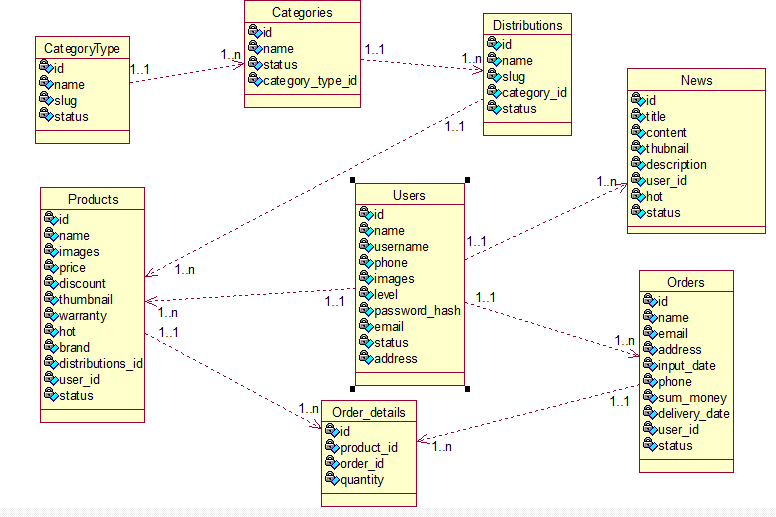 CategoryType
id
name
slug
status
1..1
1..n
Categories
id
name
status
category_type_id
1..1
1..n
Distributions
id
name
slug
category_id
status
1..1
1..n
News
id
title
content
thubnail
description
user_id
hot
status
1..n
Products
id
name
images
price
discount
thumbnail
warranty
hot
brand
distributions_id
user_id
status
1..n
1..1
Users
id
name
username
phone
images
level
password_hash
email
status
address
1..1
1..1
1..1
Orders
id
name
email
address
input_date
phone
sum_money
delivery_date
user_id
status
1..n
1..1
Order_details
id
product_id
order_id
quantity
1..n
1..n